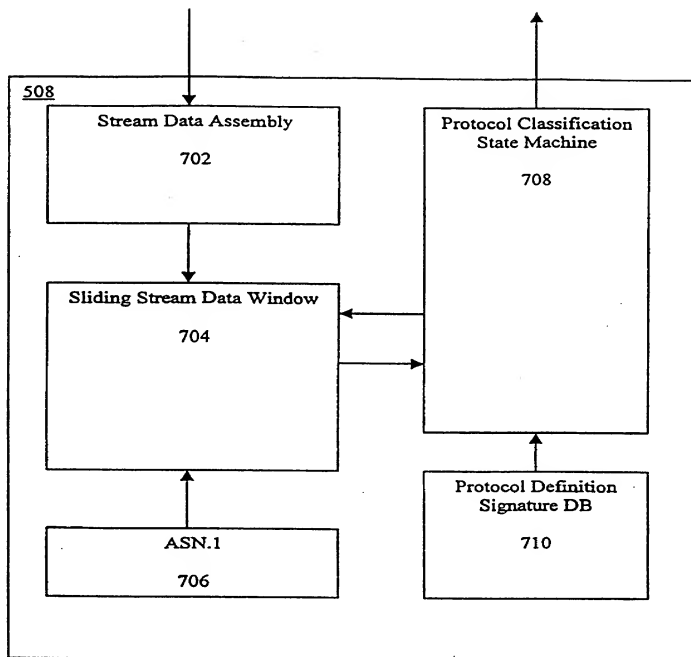 508
Stream Data Assembly
702
Protocol Classification
State Machine
708
Sliding Stream Data Window
704
Protocol Definition
Signature DB
710
ASN.1
706